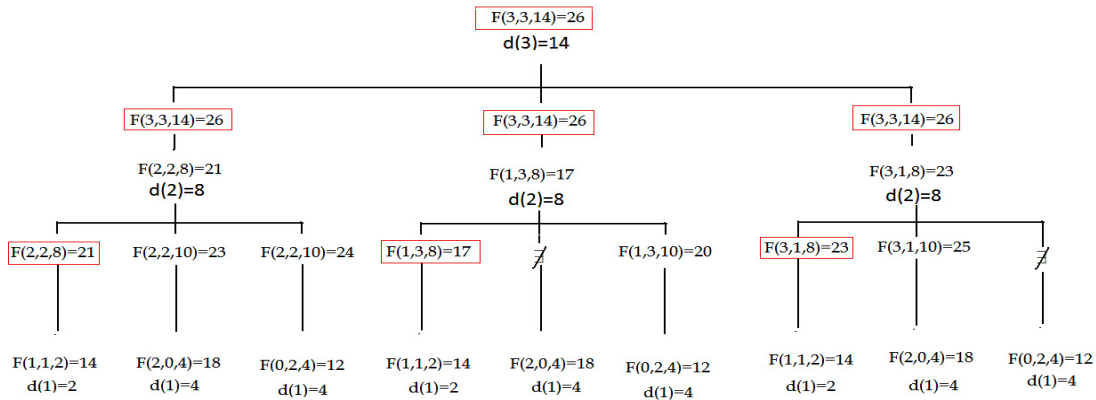 F(3,3,14)=26
d(3)=14
F(3,3,14)=26 F(3,3,14)=26 F(3,3,14)=26
F(2,2,8)=21 F(1,3,8)=17 F(3,1,8)=23
d(2)=8 d(2)=8 d(2)=8
F(2,2,8)=21 F(2,2,10)=23 F(2,2,10)=24 F(1,3,8)=17 ∄ F(1,3,10)=20 F(3,1,8)=23 F(3,1,10)=25 ∄
F(1,1,2)=14 F(2,0,4)=18 F(0,2,4)=12 F(1,1,2)=14 F(2,0,4)=18 F(0,2,4)=12 F(1,1,2)=14 F(2,0,4)=18 F(0,2,4)=12
d(1)=2 d(1)=4 d(1)=4 d(1)=2 d(1)=4 d(1)=4 d(1)=2 d(1)=4 d(1)=4